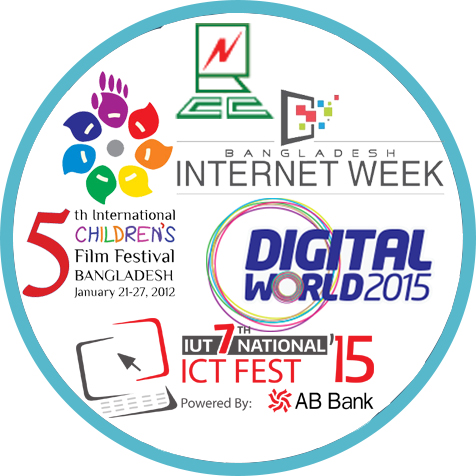 N
CC
BANGLADESH
INTERNET WEEK
5th International
CHILDREN'S
Film Festival
BANGLADESH
January 21-27, 2012
DIGITAL
WORLD2015
IUT 7TH NATIONAL '15
ICT FEST
Powered By: AB Bank